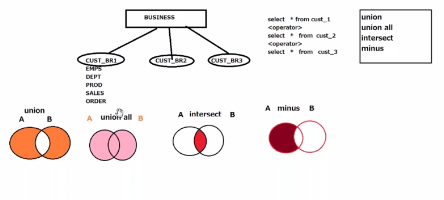 BUSINESS
select * from cust_1
<operator>
select * from cust_2
<operator>
select * from cust_3
union
union all
intersect
minus
CUST_BR1
CUST_BR2
CUST_BR3
EMPS
DEPT
PROD
SALES
ORDER
union
A B
A union all B
A intersect B
A minus B